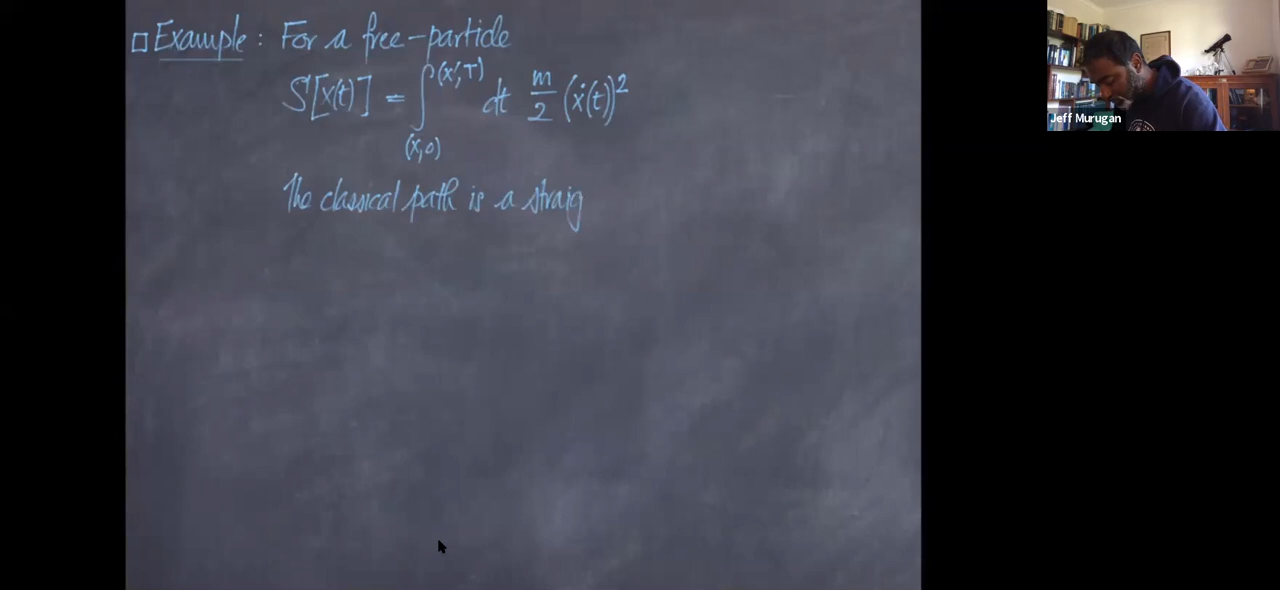 □ Example : For a free-particle
S[x(t)] = ∫_{(x,0)}^{(x',T)} dt m/2 (ẋ(t))²
The classical path is a straig
Jeff Murugan